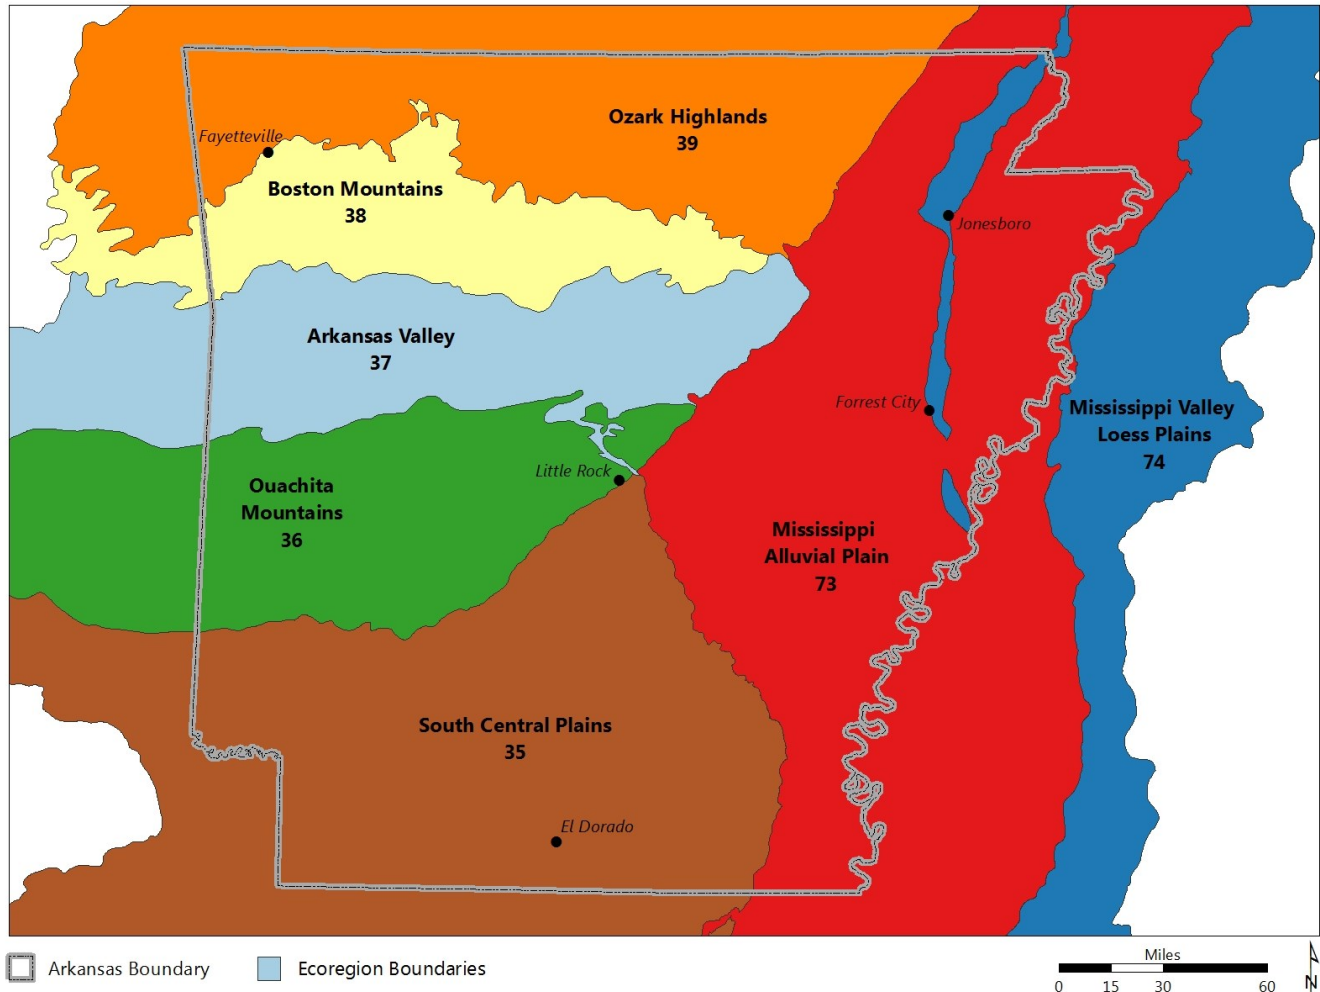 Ozark Highlands
39
Fayetteville
Boston Mountains
38
Jonesboro
Arkansas Valley
37
Forrest City
Mississippi Valley
Loess Plains
74
Little Rock
Ouachita
Mountains
36
Mississippi
Alluvial Plain
73
South Central Plains
35
El Dorado
Arkansas Boundary
Ecoregion Boundaries
Miles
0 15 30 60
N